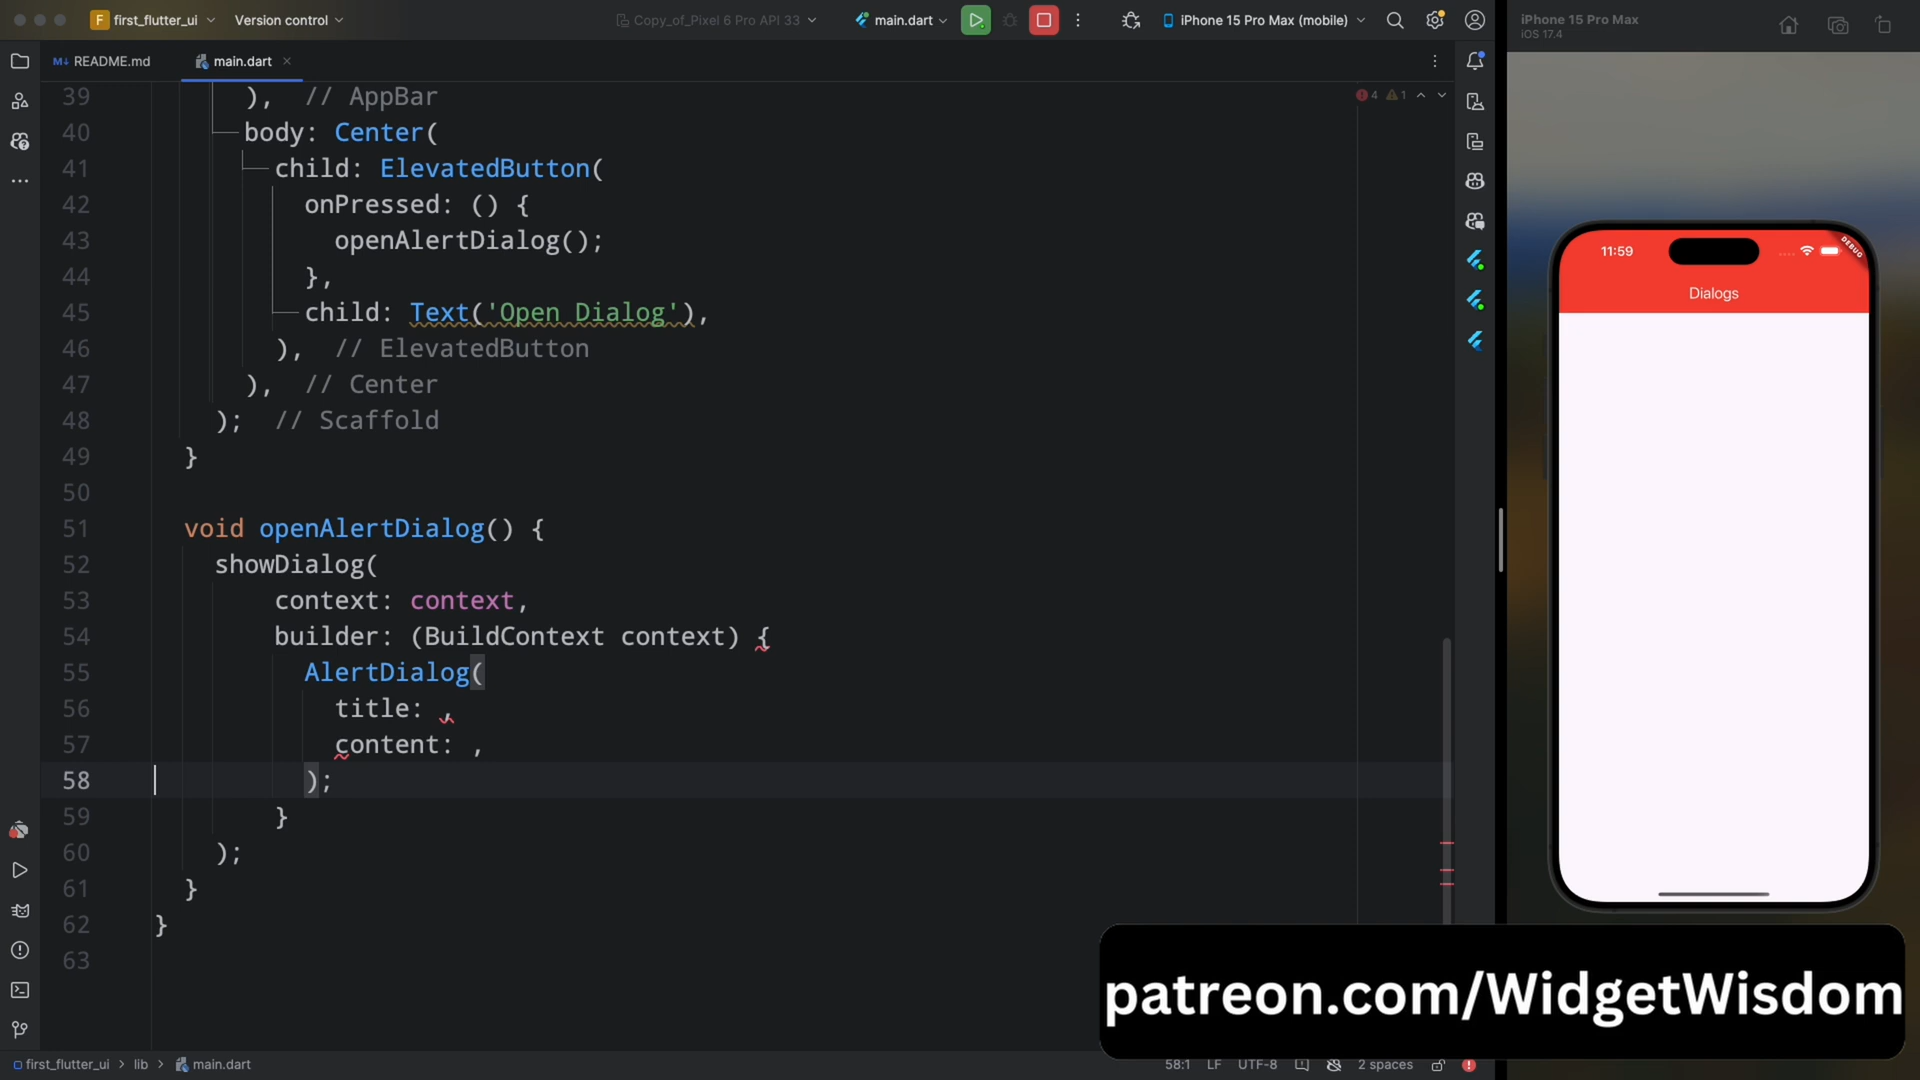 F first_flutter_ui
Version control
Copy_of_Pixel 6 Pro API 33
main.dart
iPhone 15 Pro Max (mobile)
M↓ README.md
main.dart
4
1
39 ), // AppBar
40 body: Center(
41 child: ElevatedButton(
42 onPressed: () {
43 openAlertDialog();
44 },
45 child: Text('Open Dialog'),
46 ), // ElevatedButton
47 ), // Center
48 ); // Scaffold
49 }
50
51 void openAlertDialog() {
52 showDialog(
53 context: context,
54 builder: (BuildContext context) {
55 AlertDialog(
56 title: ,
57 content: ,
58 );
59 }
60 );
61 }
62 }
63
first_flutter_ui > lib > main.dart
58:1 LF UTF-8 2 spaces
iPhone 15 Pro Max
iOS 17.4
11:59
DEBUG
Dialogs
patreon.com/WidgetWisdom